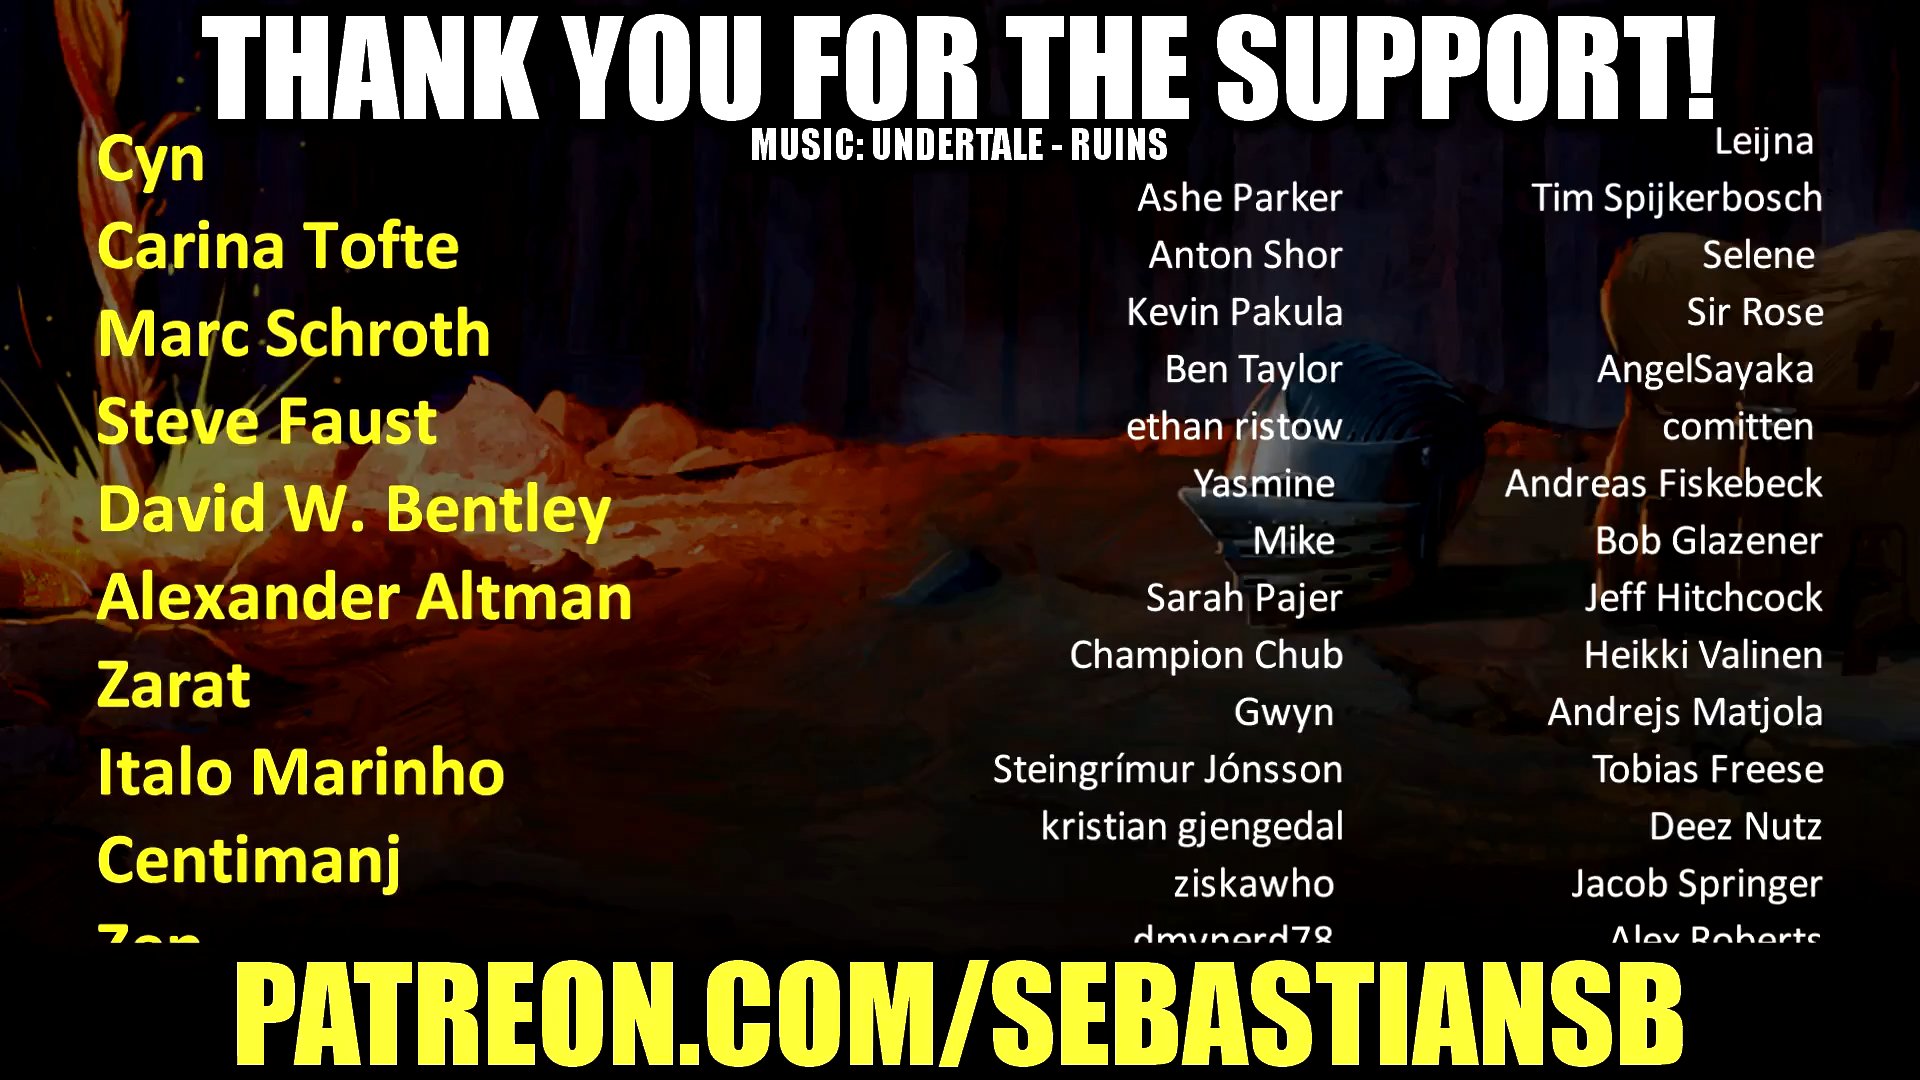 THANK YOU FOR THE SUPPORT!
MUSIC: UNDERTALE - RUINS
Cyn
Carina Tofte
Marc Schroth
Steve Faust
David W. Bentley
Alexander Altman
Zarat
Italo Marinho
Centimanj
Ashe Parker
Anton Shor
Kevin Pakula
Ben Taylor
ethan ristow
Yasmine
Mike
Sarah Pajer
Champion Chub
Gwyn
Steingrímur Jónsson
kristian gjengedal
ziskawho
dmvnerd78
Leijna
Tim Spijkerbosch
Selene
Sir Rose
AngelSayaka
comitten
Andreas Fiskebeck
Bob Glazener
Jeff Hitchcock
Heikki Valinen
Andrejs Matjola
Tobias Freese
Deez Nutz
Jacob Springer
Alex Roberts
PATREON.COM/SEBASTIANSB